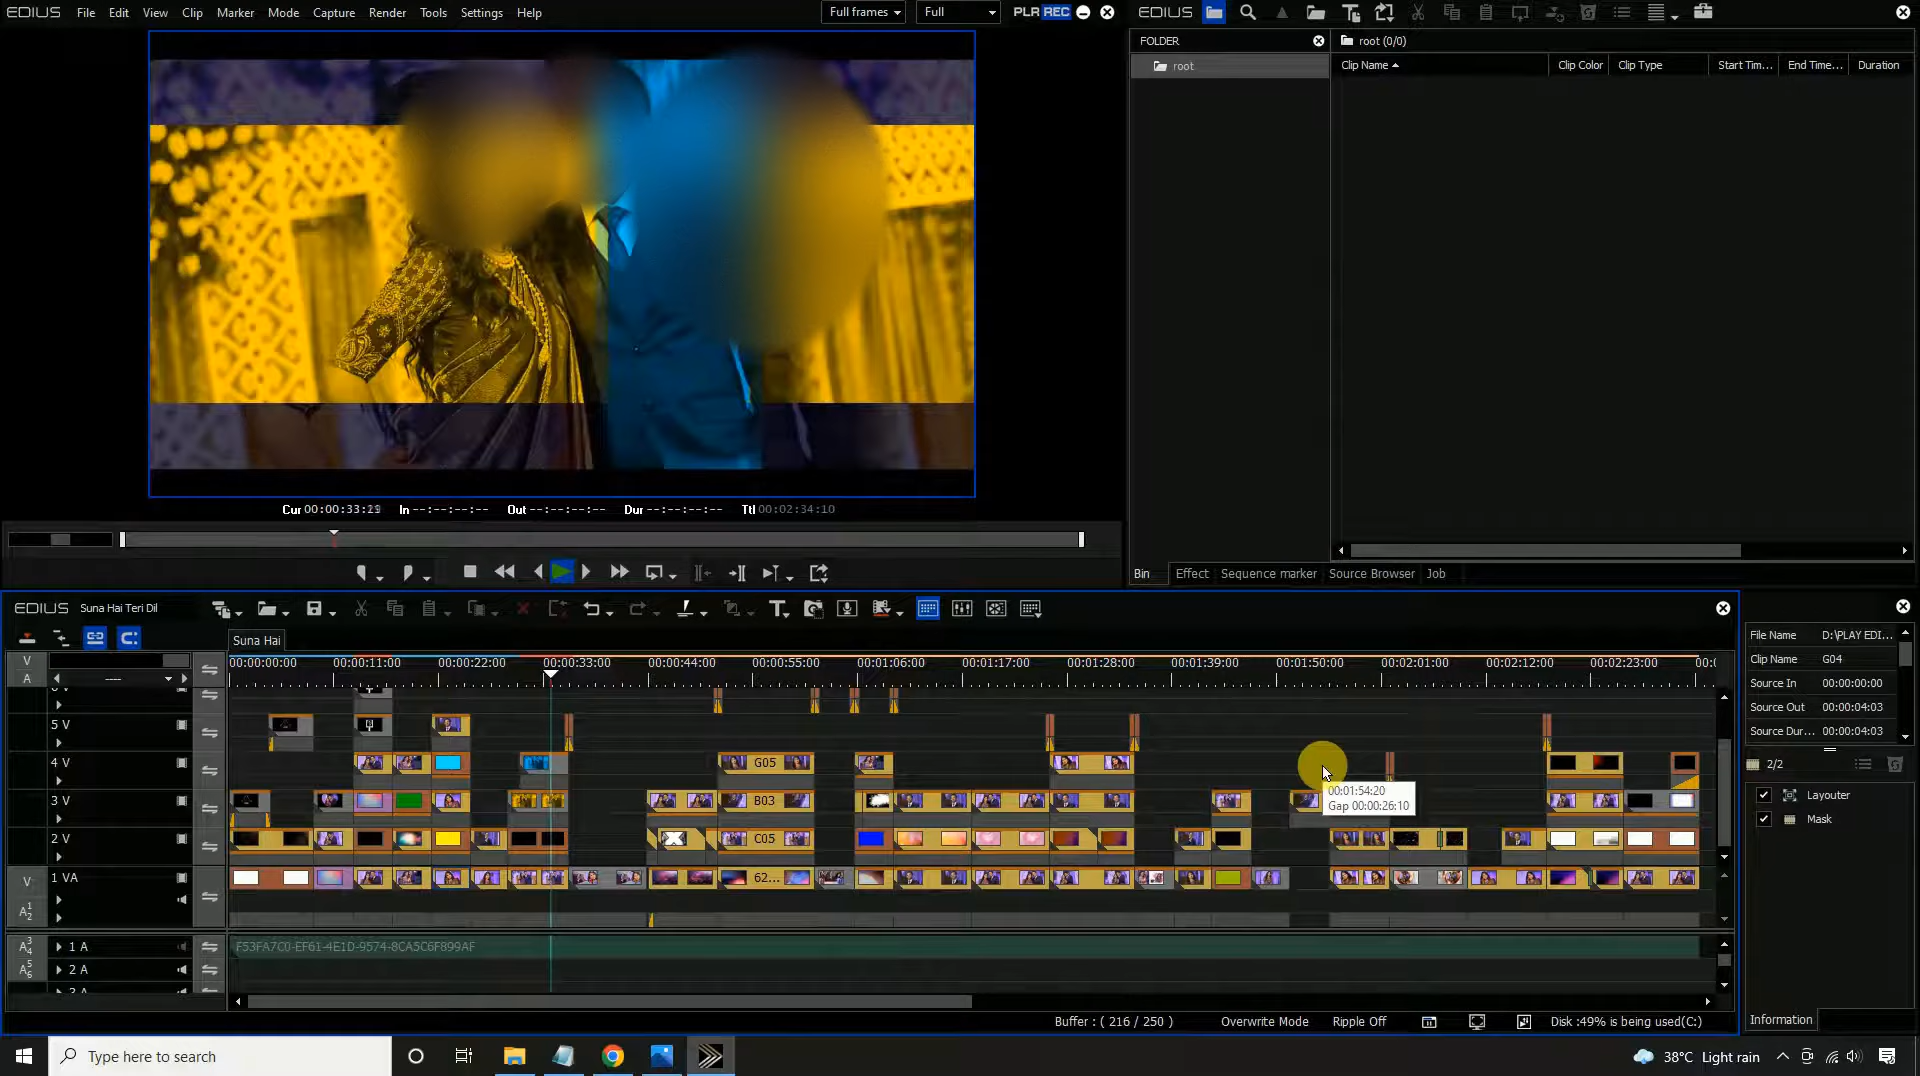 EDIUS File Edit View Clip Marker Mode Capture Render Tools Settings Help Full frames Full PLR REC
EDIUS
FOLDER
root (0/0)
root
Clip Name Clip Color Clip Type Start Tim... End Time... Duration
Cur 00:00:33:21 In --:--:--:-- Out --:--:--:-- Dur --:--:--:-- Ttl 00:02:34:10
Bin Effect Sequence marker Source Browser Job
EDIUS Suna Hai Teri Dil
Suna Hai
00:00:00:00 00:00:11:00 00:00:22:00 00:00:33:00 00:00:44:00 00:00:55:00 00:01:06:00 00:01:17:00 00:01:28:00 00:01:39:00 00:01:50:00 00:02:01:00 00:02:12:00 00:02:23:00
V
A
----
5 V
4 V
G05
3 V
B03
00:01:54:20
Gap 00:00:26:10
2 V
C05
V
1 VA
62...
A 1 2
A 3 4
1 A
F53FA7C0-EF61-4E1D-9574-8CA5C6F899AF
A 5 6
2 A
File Name D:\PLAY EDI...
Clip Name G04
Source In 00:00:00:00
Source Out 00:00:04:03
Source Dur... 00:00:04:03
2/2
Layouter
Mask
Information
Buffer : ( 216 / 250 ) Overwrite Mode Ripple Off Disk :49% is being used(C:)
Type here to search
38°C Light rain